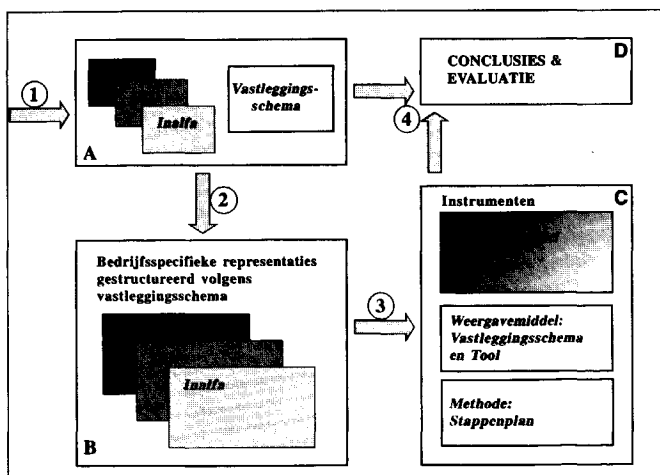 1
Vastleggings-
schema
Inalfa
A
CONCLUSIES &
EVALUATIE
D
4
2
Bedrijfsspecifieke representaties
gestructureerd volgens
vastleggingsschema
Inalfa
B
3
Instrumenten
C
Weergavemiddel:
Vastleggingsschema
en Tool
Methode:
Stappenplan